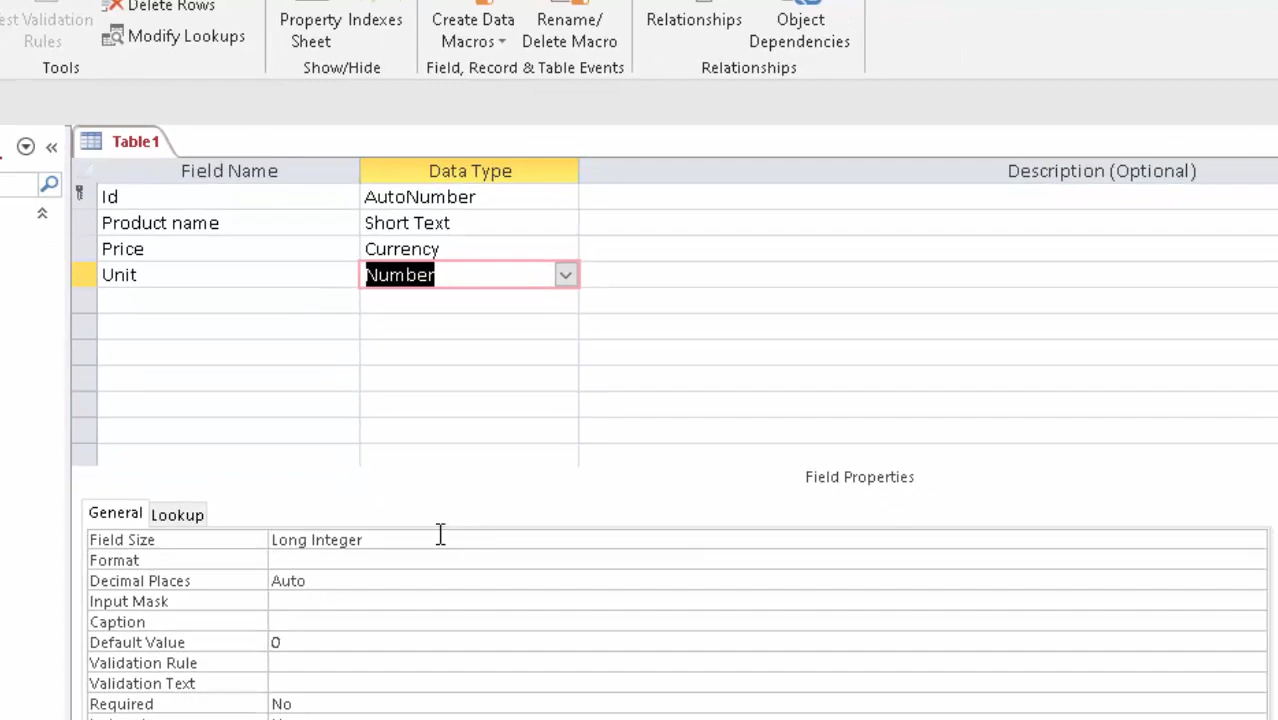 Delete Rows
est Validation
Rules
Modify Lookups
Tools
Property
Sheet
Indexes
Show/Hide
Create Data
Macros
Rename/
Delete Macro
Field, Record & Table Events
Relationships
Object
Dependencies
Relationships
Table1
Field Name Data Type Description (Optional)
Id AutoNumber
Product name Short Text
Price Currency
Unit Number
Field Properties
General Lookup
Field Size Long Integer
Format
Decimal Places Auto
Input Mask
Caption
Default Value 0
Validation Rule
Validation Text
Required No